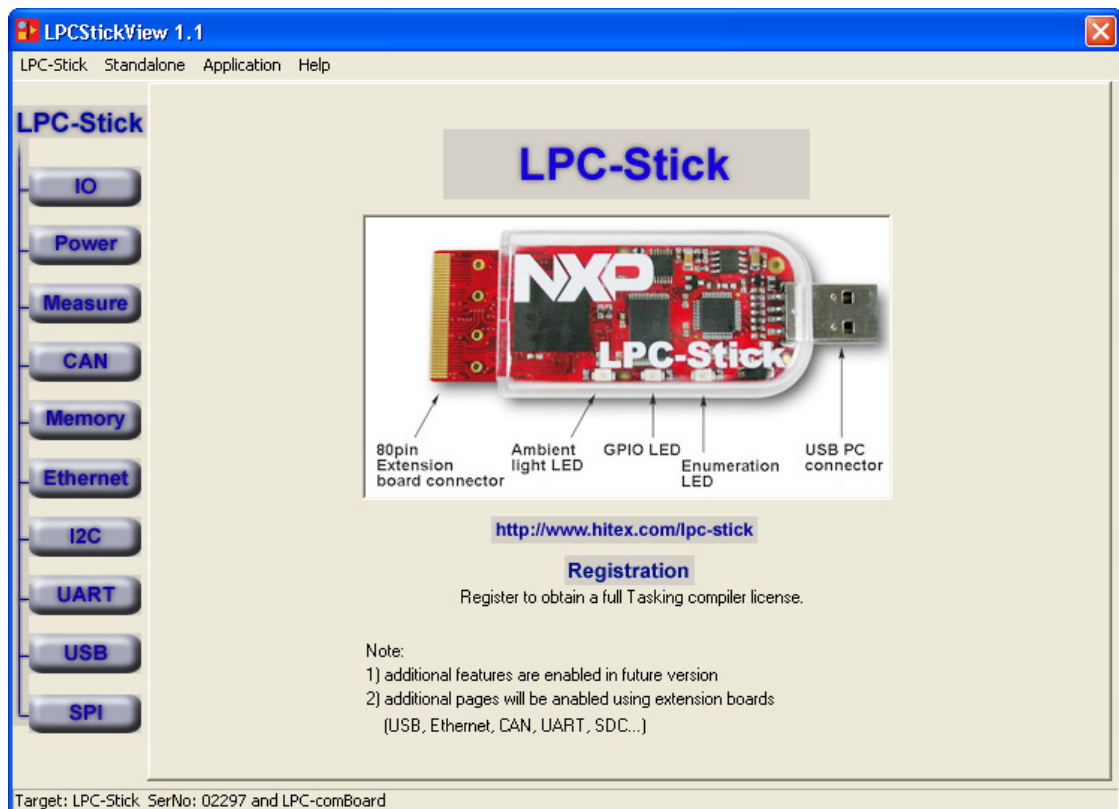 LPCStickView 1.1
LPC-Stick Standalone Application Help
LPC-Stick
IO
Power
Measure
CAN
Memory
Ethernet
I2C
UART
USB
SPI
LPC-Stick
NXP
LPC-Stick
80pin
Extension
board connector
Ambient
light LED
GPIO LED
Enumeration
LED
USB PC
connector
http://www.hitex.com/lpc-stick
Registration
Register to obtain a full Tasking compiler license.
Note:
1) additional features are enabled in future version
2) additional pages will be anabled using extension boards
(USB, Ethernet, CAN, UART, SDC...)
Target: LPC-Stick SerNo: 02297 and LPC-comBoard